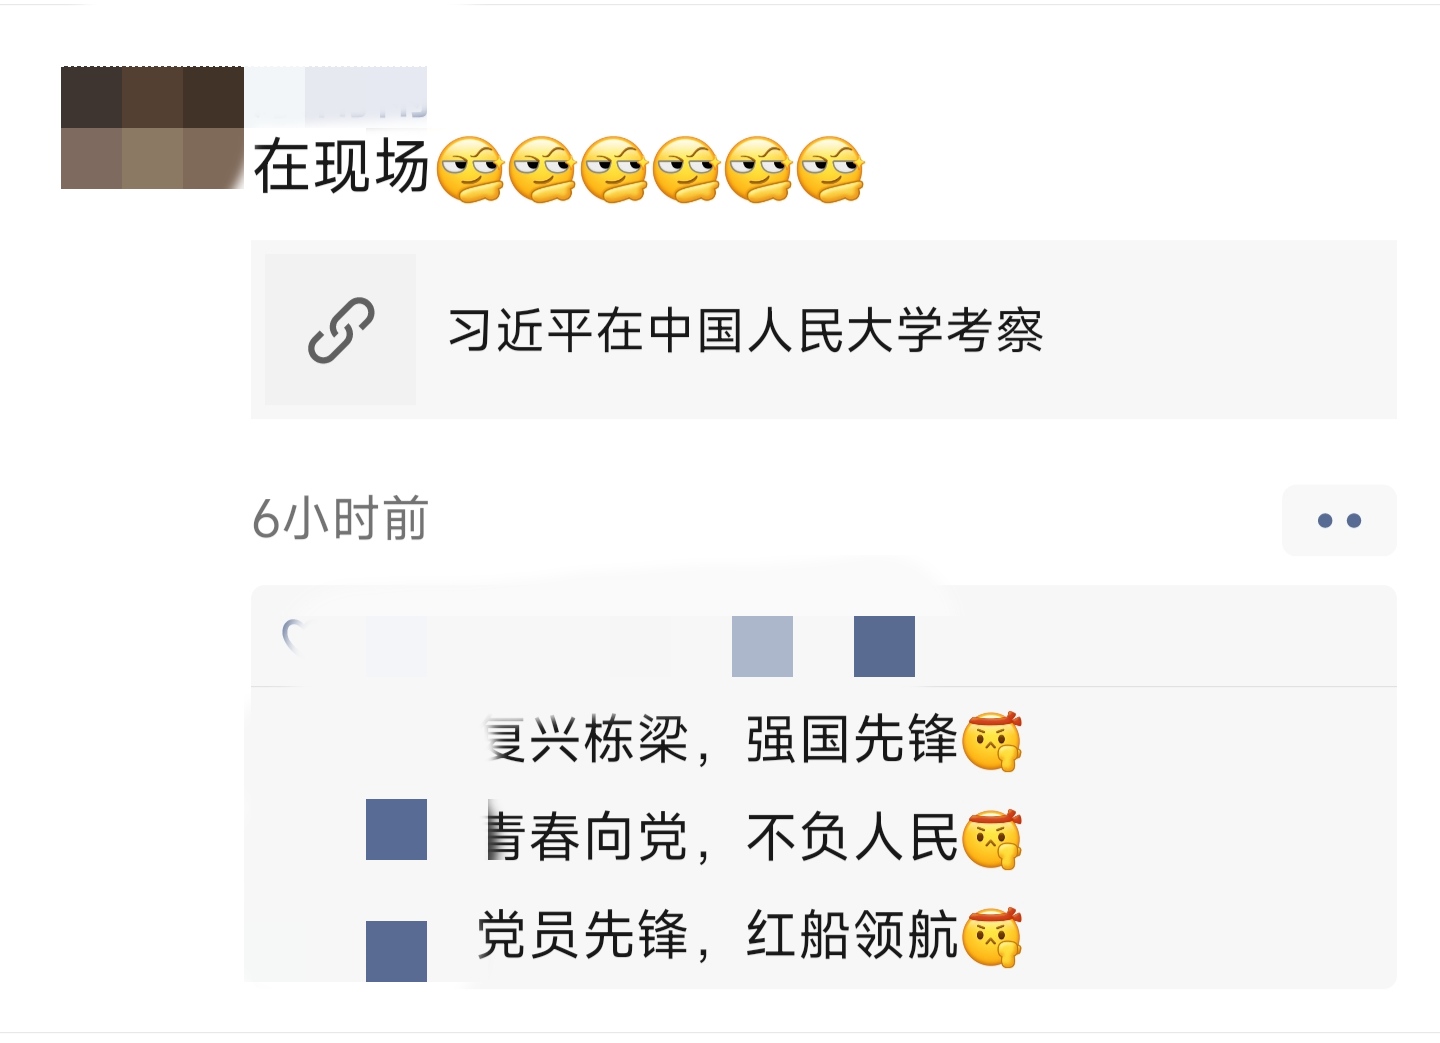 在现场
习近平在中国人民大学考察
6小时前
复兴栋梁，强国先锋
青春向党，不负人民
党员先锋，红船领航